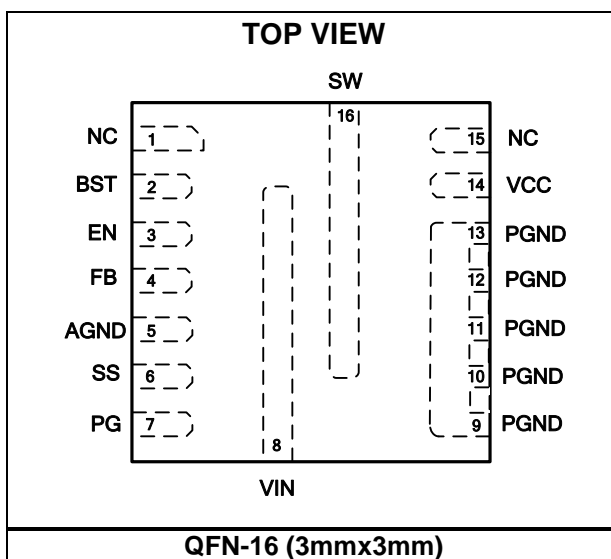 TOP VIEW
SW
16
NC 1
15 NC
BST 2
14 VCC
EN 3
13 PGND
FB 4
12 PGND
AGND 5
11 PGND
SS 6
10 PGND
PG 7
9 PGND
8
VIN
QFN-16 (3mmx3mm)